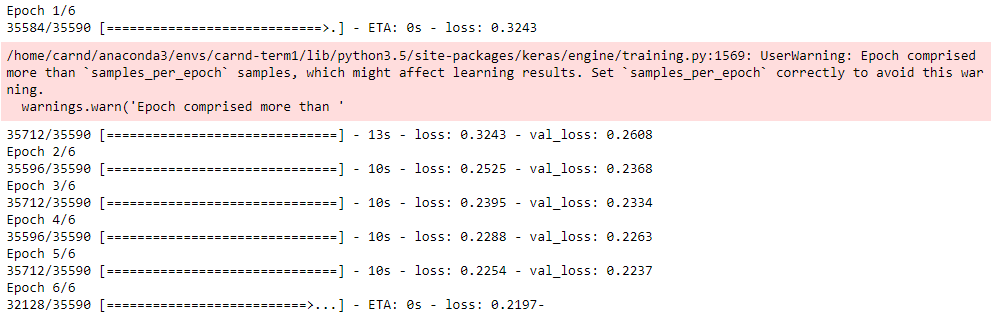 Epoch 1/6
35584/35590 [============================>.] - ETA: 0s - loss: 0.3243
/home/carnd/anaconda3/envs/carnd-term1/lib/python3.5/site-packages/keras/engine/training.py:1569: UserWarning: Epoch comprised
more than `samples_per_epoch` samples, which might affect learning results. Set `samples_per_epoch` correctly to avoid this war
ning.
  warnings.warn('Epoch comprised more than '
35712/35590 [==============================] - 13s - loss: 0.3243 - val_loss: 0.2608
Epoch 2/6
35596/35590 [==============================] - 10s - loss: 0.2525 - val_loss: 0.2368
Epoch 3/6
35712/35590 [==============================] - 10s - loss: 0.2395 - val_loss: 0.2334
Epoch 4/6
35596/35590 [==============================] - 10s - loss: 0.2288 - val_loss: 0.2263
Epoch 5/6
35712/35590 [==============================] - 10s - loss: 0.2254 - val_loss: 0.2237
Epoch 6/6
32128/35590 [==========================>...] - ETA: 0s - loss: 0.2197-